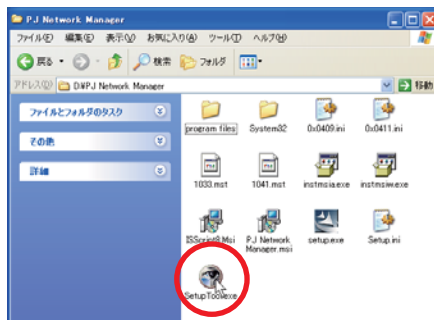 PJ Network Manager
ファイル(F) 編集(E) 表示(V) お気に入り(A) ツール(T) ヘルプ(H)
戻る 検索 フォルダ
アドレス(D) D:¥PJ Network Manager 移動
ファイルとフォルダのタスク
その他
詳細
program files System32 0x0409.ini 0x0411.ini
1033.mst 1041.mst instmsia.exe instmsiw.exe
ISScript8.Msi PJ Network Manager.msi setup.exe Setup.ini
SetupTool.exe